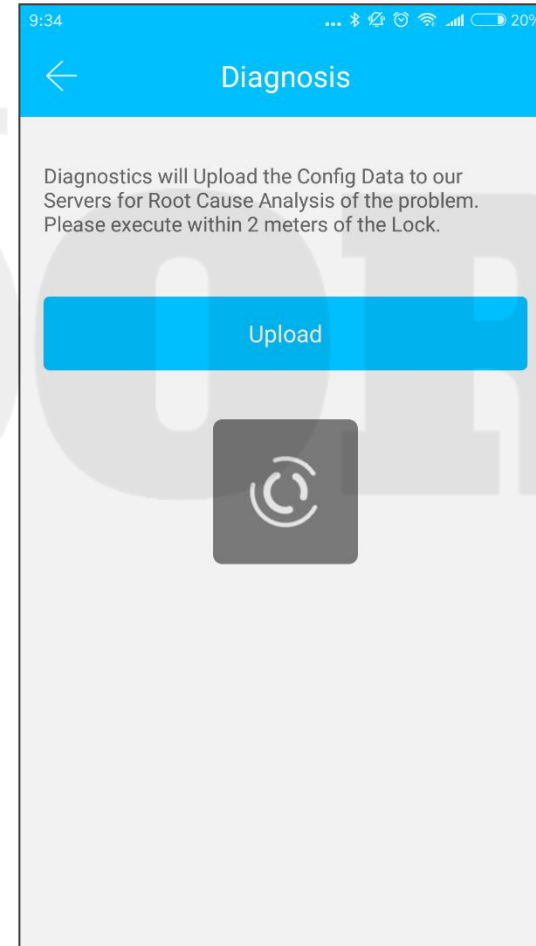 9:34
20%
Diagnosis
Diagnostics will Upload the Config Data to our
Servers for Root Cause Analysis of the problem.
Please execute within 2 meters of the Lock.
Upload